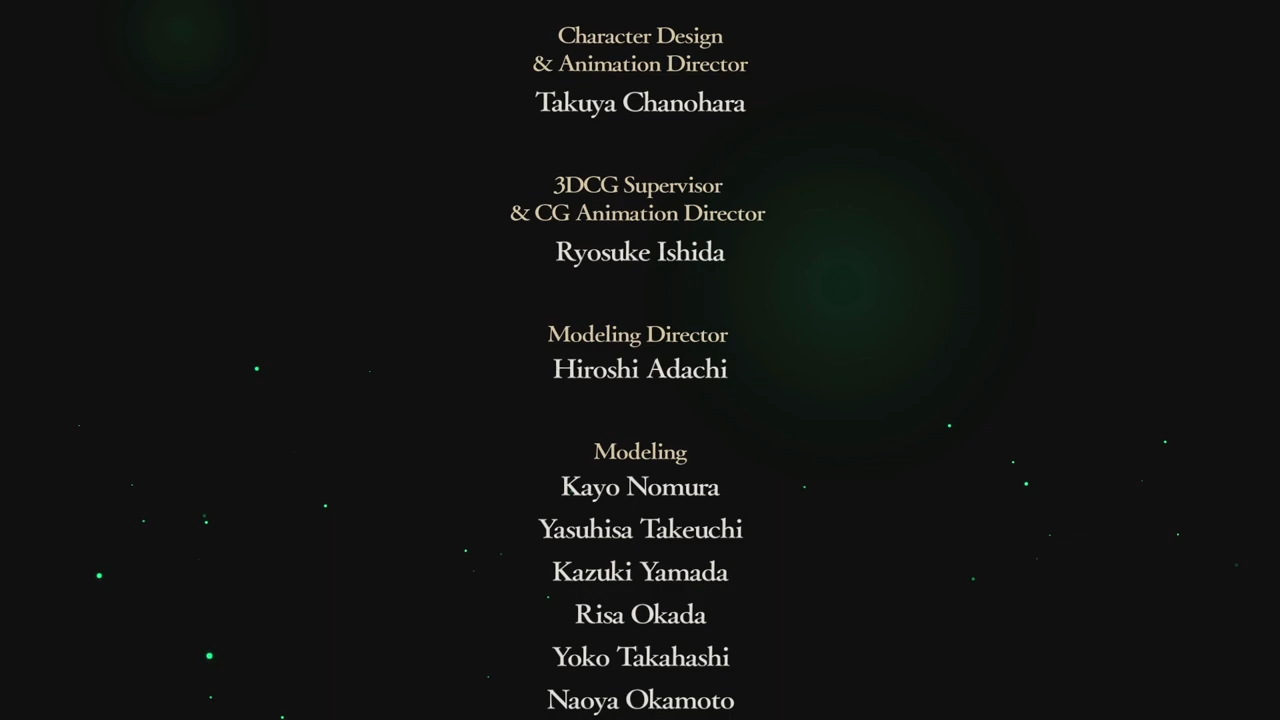 Character Design
& Animation Director
Takuya Chanohara
3DCG Supervisor
& CG Animation Director
Ryosuke Ishida
Modeling Director
Hiroshi Adachi
Modeling
Kayo Nomura
Yasuhisa Takeuchi
Kazuki Yamada
Risa Okada
Yoko Takahashi
Naoya Okamoto